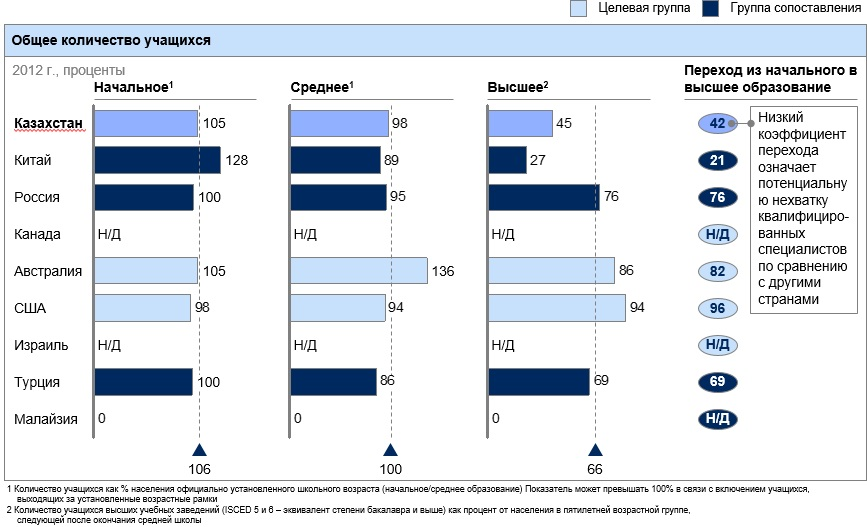 Целевая группа Группа сопоставления
Общее количество учащихся
2012 г., проценты
Начальное1 Среднее1 Высшее2 Переход из начального в
высшее образование
Казахстан 105 98 45 42
Китай 128 89 27 21
Россия 100 95 76 76
Канада Н/Д Н/Д Н/Д Н/Д
Австралия 105 136 86 82
США 98 94 94 96
Израиль Н/Д Н/Д Н/Д Н/Д
Турция 100 86 69 69
Малайзия 0 0 0 Н/Д
106 100 66
Низкий
коэффициент
перехода
означает
потенциальну
ю нехватку
квалифициро-
ванных
специалистов
по сравнению
с другими
странами
1 Количество учащихся как % населения официально установленного школьного возраста (начальное/среднее образование) Показатель может превышать 100% в связи с включением учащихся,
выходящих за установленные возрастные рамки
2 Количество учащихся высших учебных заведений (ISCED 5 и 6 – эквивалент степени бакалавра и выше) как процент от населения в пятилетней возрастной группе,
следующей после окончания средней школы